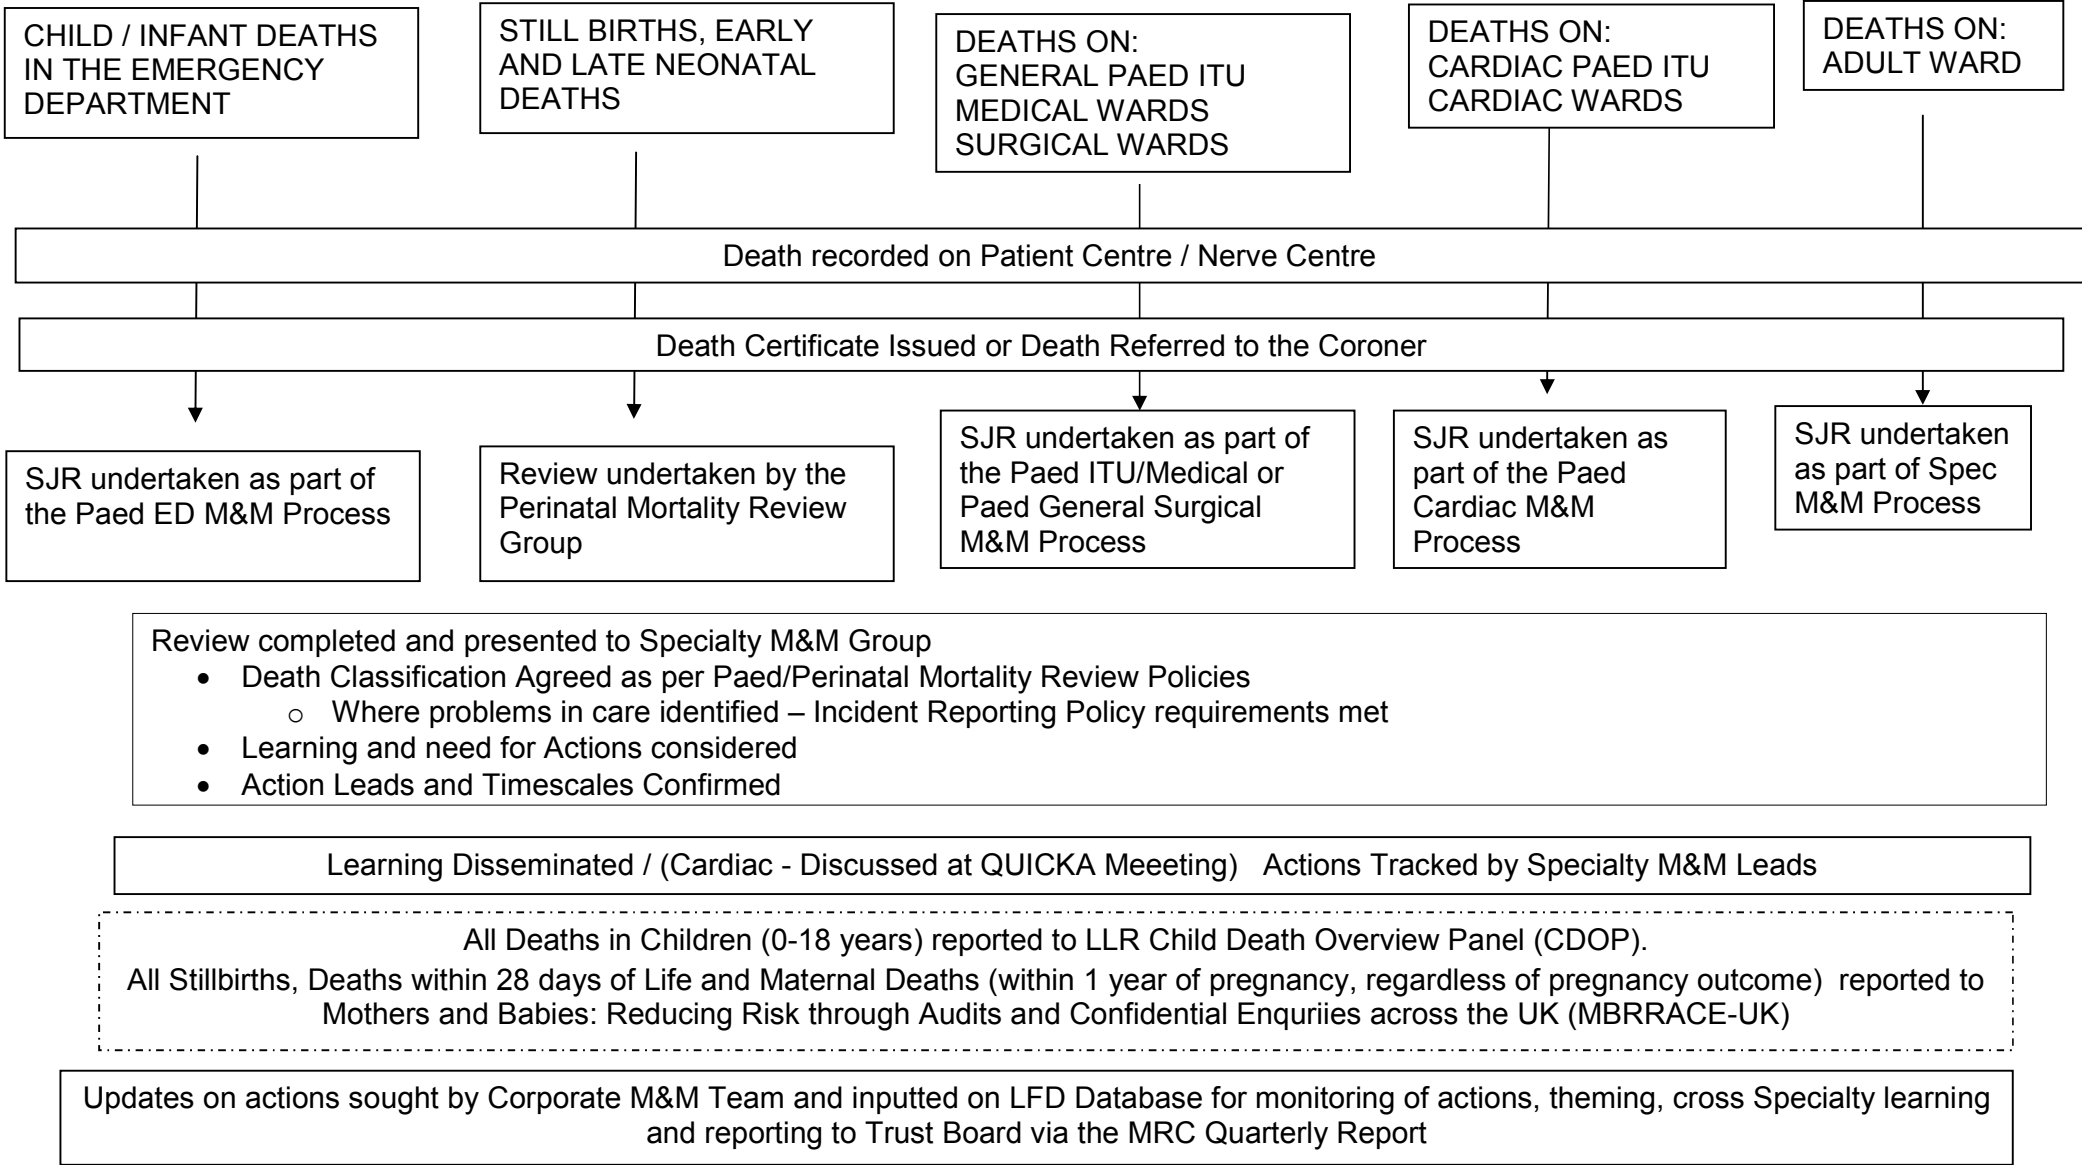 CHILD / INFANT DEATHS
IN THE EMERGENCY
DEPARTMENT
STILL BIRTHS, EARLY
AND LATE NEONATAL
DEATHS
DEATHS ON:
GENERAL PAED ITU
MEDICAL WARDS
SURGICAL WARDS
DEATHS ON:
CARDIAC PAED ITU
CARDIAC WARDS
DEATHS ON:
ADULT WARD
Death recorded on Patient Centre / Nerve Centre
Death Certificate Issued or Death Referred to the Coroner
SJR undertaken as part of
the Paed ED M&M Process
Review undertaken by the
Perinatal Mortality Review
Group
SJR undertaken as part of
the Paed ITU/Medical or
Paed General Surgical
M&M Process
SJR undertaken as
part of the Paed
Cardiac M&M
Process
SJR undertaken
as part of Spec
M&M Process
Review completed and presented to Specialty M&M Group
• Death Classification Agreed as per Paed/Perinatal Mortality Review Policies
o Where problems in care identified – Incident Reporting Policy requirements met
• Learning and need for Actions considered
• Action Leads and Timescales Confirmed
Learning Disseminated / (Cardiac - Discussed at QUICKA Meeeting) Actions Tracked by Specialty M&M Leads
All Deaths in Children (0-18 years) reported to LLR Child Death Overview Panel (CDOP).
All Stillbirths, Deaths within 28 days of Life and Maternal Deaths (within 1 year of pregnancy, regardless of pregnancy outcome) reported to
Mothers and Babies: Reducing Risk through Audits and Confidential Enquriies across the UK (MBRRACE-UK)
Updates on actions sought by Corporate M&M Team and inputted on LFD Database for monitoring of actions, theming, cross Specialty learning
and reporting to Trust Board via the MRC Quarterly Report